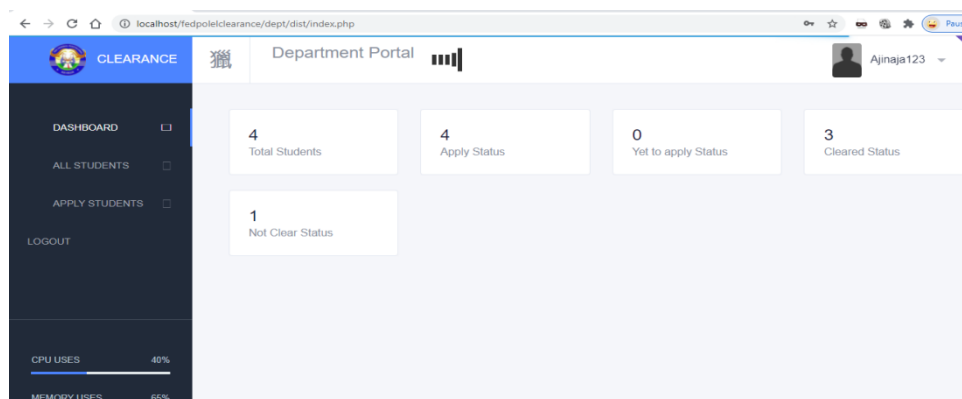 localhost/fedpolelclearance/dept/dist/index.php
Paus
CLEARANCE
獵
Department Portal
Ajinaja123
DASHBOARD
ALL STUDENTS
APPLY STUDENTS
LOGOUT
4
Total Students
4
Apply Status
0
Yet to apply Status
3
Cleared Status
1
Not Clear Status
CPU USES 40%
MEMORY USES 65%